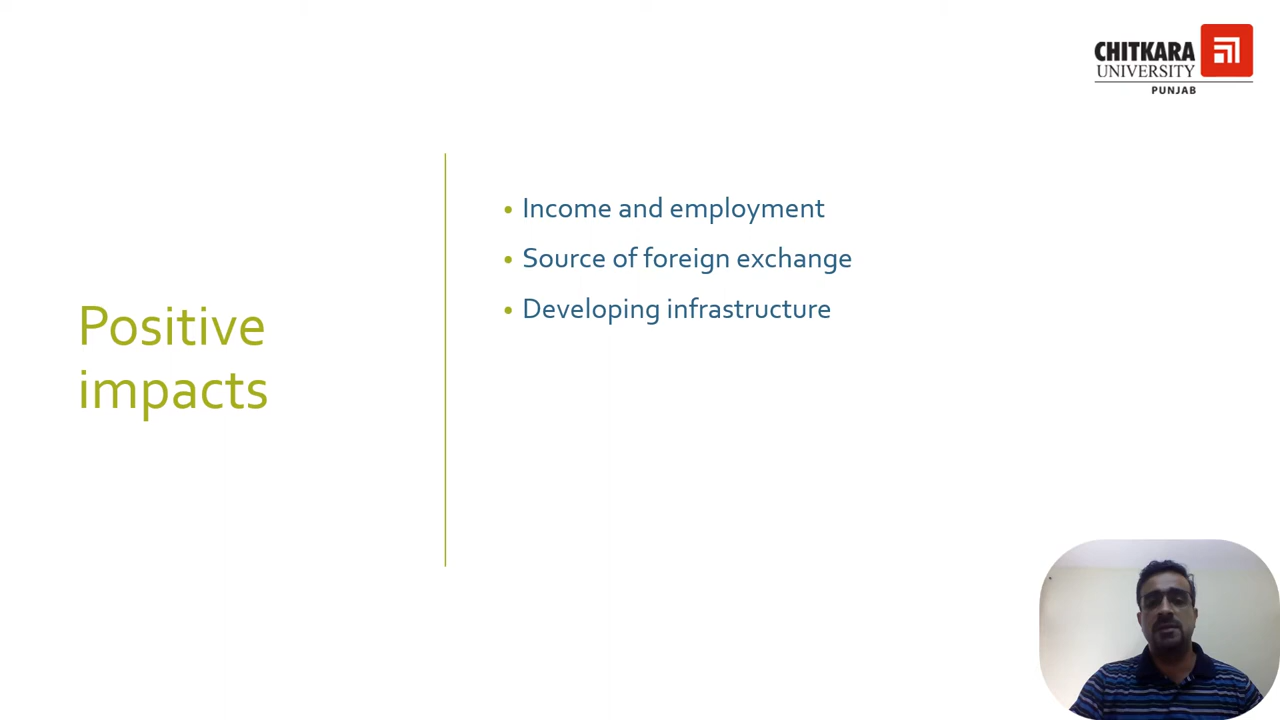 CHITKARA
UNIVERSITY
PUNJAB
Positive
impacts
• Income and employment
• Source of foreign exchange
• Developing infrastructure